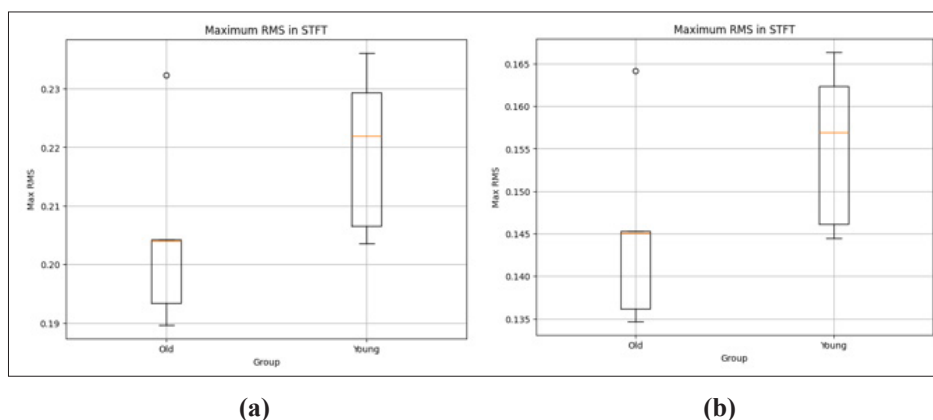 Maximum RMS in STFT
0.23
0.22
0.21
0.20
0.19
Max RMS
Old
Young
Group
Maximum RMS in STFT
0.165
0.160
0.155
0.150
0.145
0.140
0.135
Max RMS
Old
Young
Group
(a)
(b)